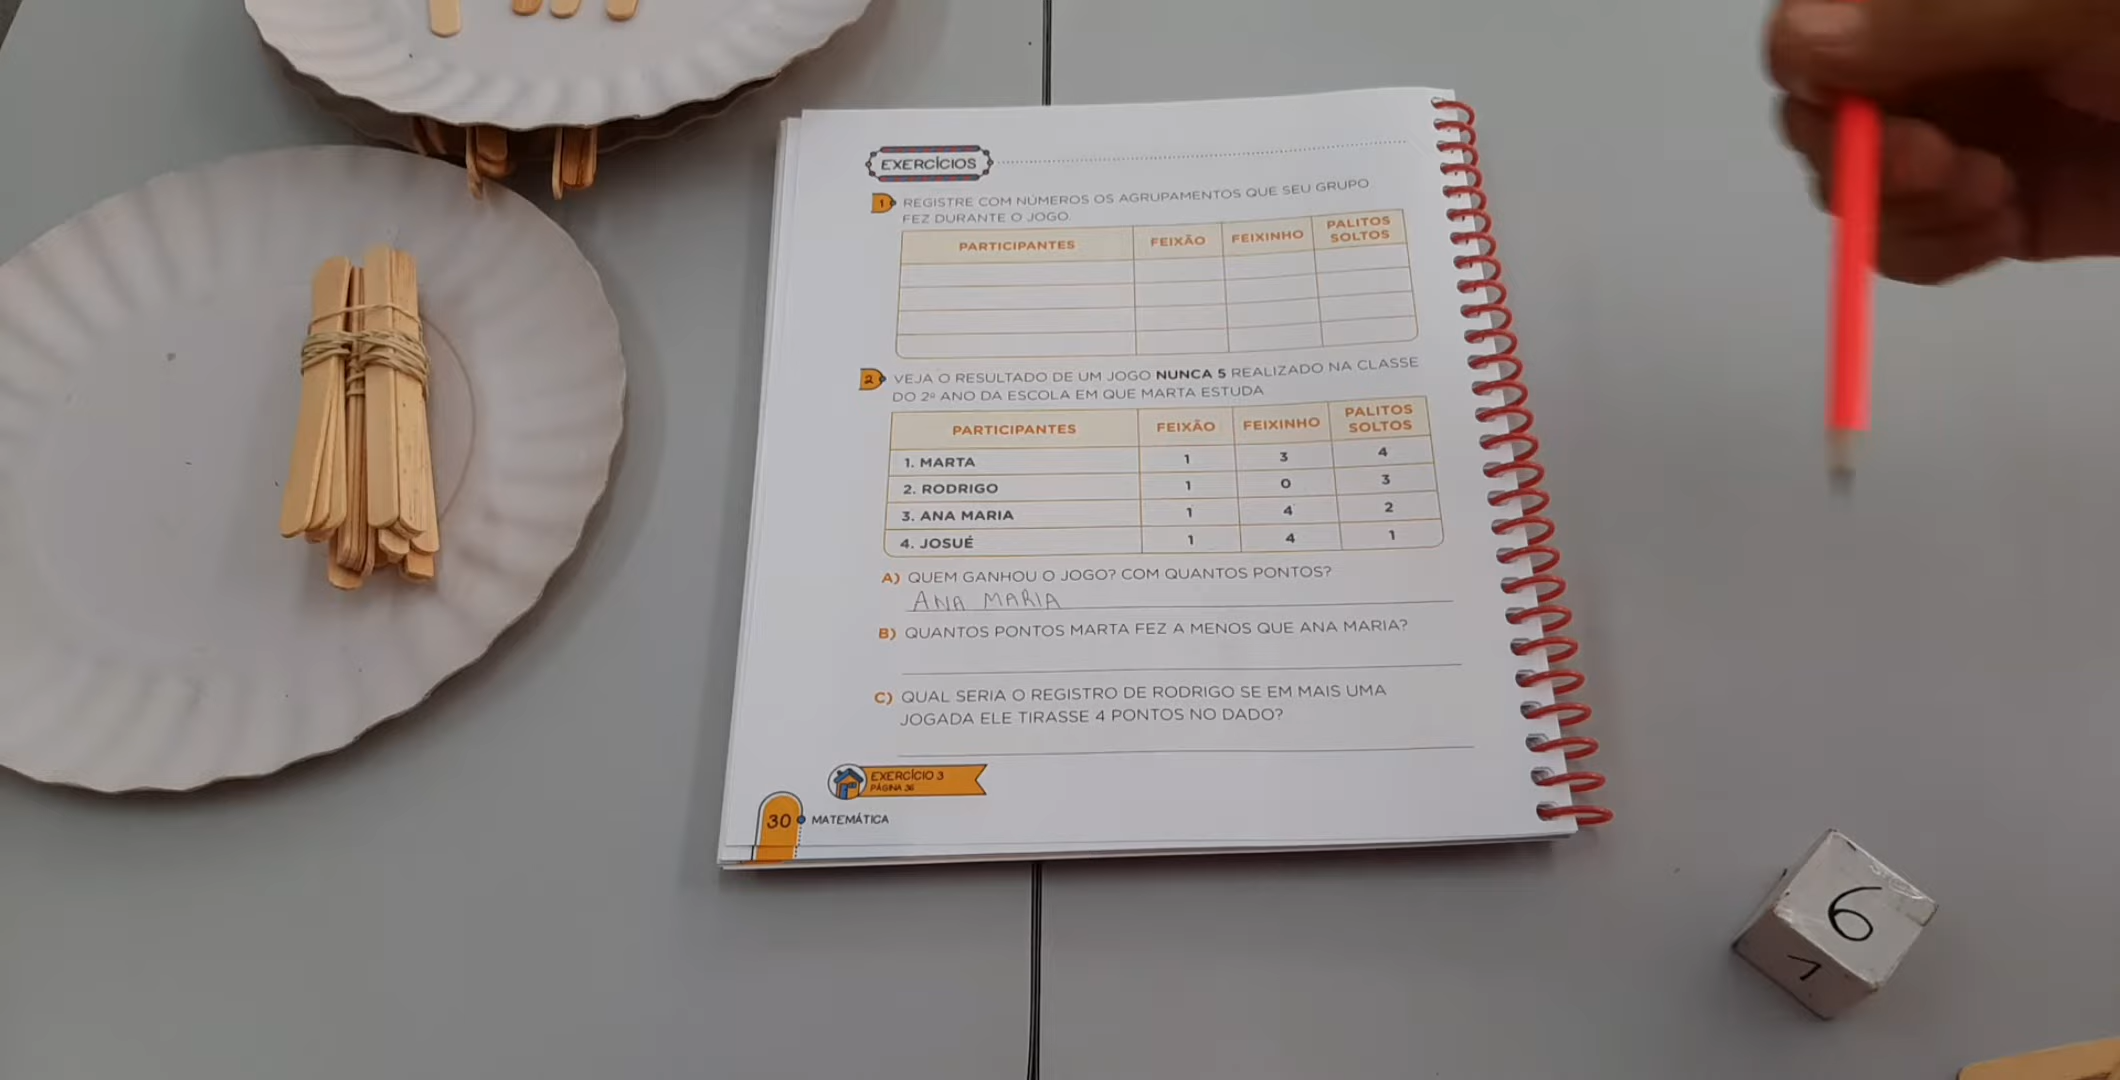 EXERCÍCIOS
1 REGISTRE COM NÚMEROS OS AGRUPAMENTOS QUE SEU GRUPO
FEZ DURANTE O JOGO.
PARTICIPANTES FEIXÃO FEIXINHO PALITOS SOLTOS
2 VEJA O RESULTADO DE UM JOGO NUNCA 5 REALIZADO NA CLASSE
DO 2º ANO DA ESCOLA EM QUE MARTA ESTUDA
PARTICIPANTES FEIXÃO FEIXINHO PALITOS SOLTOS
1. MARTA 1 3 4
2. RODRIGO 1 0 3
3. ANA MARIA 1 4 2
4. JOSUÉ 1 4 1
A) QUEM GANHOU O JOGO? COM QUANTOS PONTOS?
ANA MARIA
B) QUANTOS PONTOS MARTA FEZ A MENOS QUE ANA MARIA?
C) QUAL SERIA O REGISTRO DE RODRIGO SE EM MAIS UMA
JOGADA ELE TIRASSE 4 PONTOS NO DADO?
EXERCÍCIO 3
PÁGINA 36
30 MATEMÁTICA
6
1